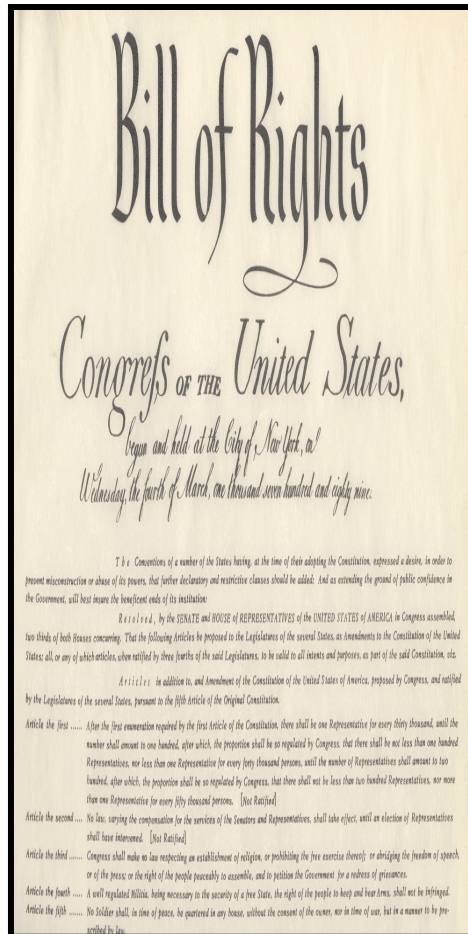 Bill of Rights
Congreſs OF THE United States,
begun and held at the City of New York, on
Wednesday, the fourth of March, one thousand seven hundred and eighty nine.
The Conventions of a number of the States having, at the time of their adopting the Constitution, expressed a desire, in order to
prevent misconstruction or abuse of its powers, that further declaratory and restrictive clauses should be added: And as extending the ground of public confidence in
the Government, will best insure the beneficent ends of its institution:
Resolved, by the SENATE and HOUSE of REPRESENTATIVES of the UNITED STATES of AMERICA in Congress assembled,
two thirds of both Houses concurring. That the following Articles be proposed to the Legislatures of the several States, as Amendments to the Constitution of the United
States; all, or any of which articles, when ratified by three fourths of the said Legislatures, to be valid to all intents and purposes, as part of the said Constitution, viz.
Articles in addition to, and Amendment of the Constitution of the United States of America, proposed by Congress, and ratified
by the Legislatures of the several States, pursuant to the fifth Article of the Original Constitution.
Article the first ...... After the first enumeration required by the first Article of the Constitution, there shall be one Representative for every thirty thousand, until the
number shall amount to one hundred, after which, the proportion shall be so regulated by Congress, that there shall be not less than one hundred
Representatives, nor less than one Representative for every forty thousand persons, until the number of Representatives shall amount to two
hundred, after which, the proportion shall be so regulated by Congress, that there shall not be less than two hundred Representatives, nor more
than one Representative for every fifty thousand persons. [Not Ratified]
Article the second .... No law, varying the compensation for the services of the Senators and Representatives, shall take effect, until an election of Representatives
shall have intervened. [Not Ratified]
Article the third ...... Congress shall make no law respecting an establishment of religion, or prohibiting the free exercise thereof; or abridging the freedom of speech,
or of the press; or the right of the people peaceably to assemble, and to petition the Government for a redress of grievances.
Article the fourth ..... A well regulated Militia, being necessary to the security of a free State, the right of the people to keep and bear Arms, shall not be infringed.
Article the fifth ...... No Soldier shall, in time of peace, be quartered in any house, without the consent of the owner, nor in time of war, but in a manner to be pre-
scribed by law.